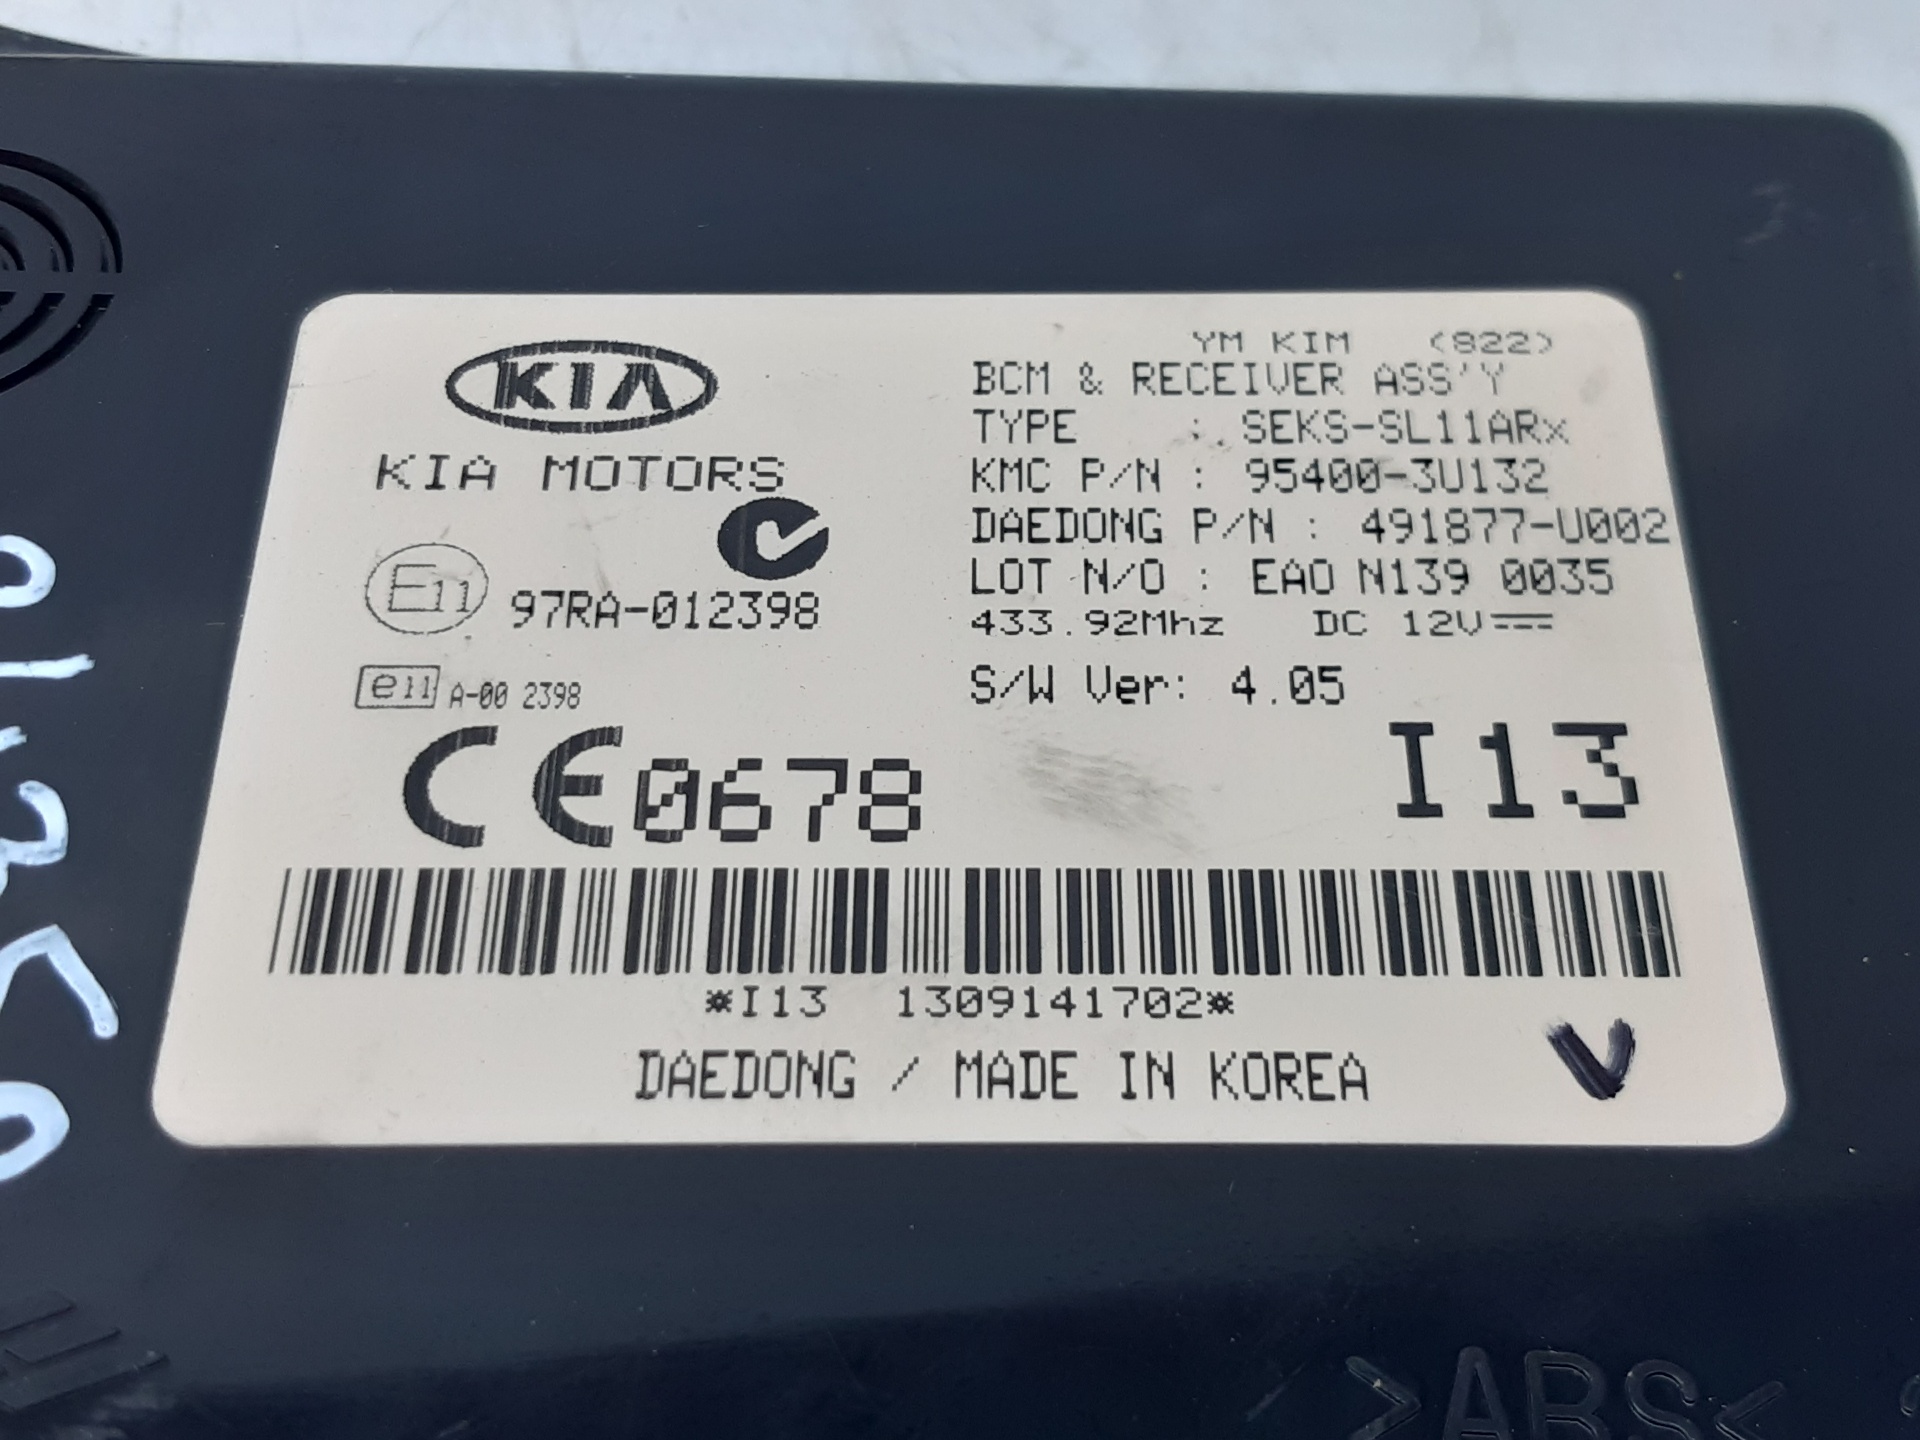 YM KIM (822)
KIA
BCM & RECEIVER ASS'Y
TYPE : SEKS-SL11ARx
KIA MOTORS
KMC P/N : 95400-3U132
DAEDONG P/N : 491877-U002
E11 97RA-012398
LOT N/O : EAO N139 0035
433.92Mhz DC 12V
e11 A-00 2398
S/W Ver: 4.05
CE0678
I13
*I13 1309141702*
DAEDONG / MADE IN KOREA
V
>ABS<